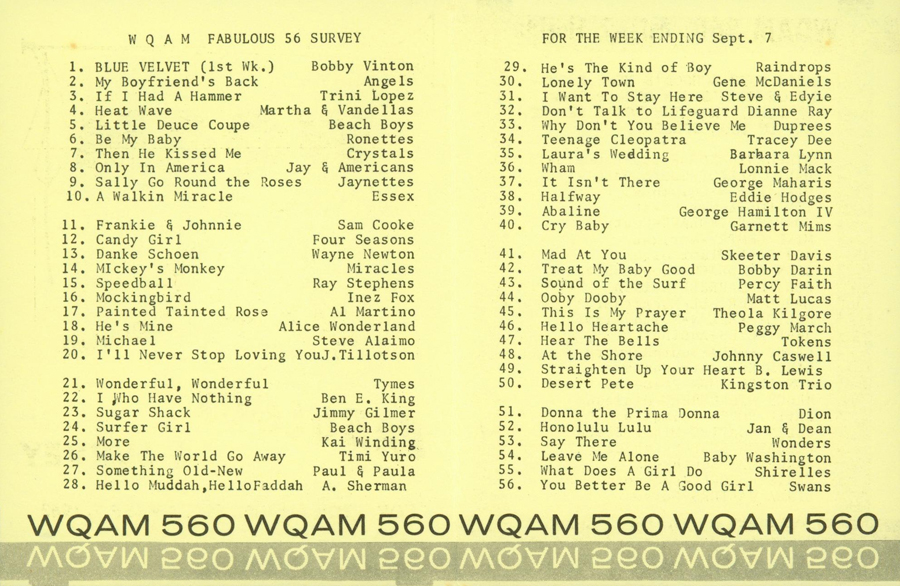 W Q A M FABULOUS 56 SURVEY
1. BLUE VELVET (1st Wk.) Bobby Vinton
2. My Boyfriend's Back Angels
3. If I Had A Hammer Trini Lopez
4. Heat Wave Martha & Vandellas
5. Little Deuce Coupe Beach Boys
6. Be My Baby Ronettes
7. Then He Kissed Me Crystals
8. Only In America Jay & Americans
9. Sally Go Round the Roses Jaynettes
10. A Walkin Miracle Essex
11. Frankie & Johnnie Sam Cooke
12. Candy Girl Four Seasons
13. Danke Schoen Wayne Newton
14. MIckey's Monkey Miracles
15. Speedball Ray Stephens
16. Mockingbird Inez Fox
17. Painted Tainted Rose Al Martino
18. He's Mine Alice Wonderland
19. Michael Steve Alaimo
20. I'll Never Stop Loving YouJ.Tillotson
21. Wonderful, Wonderful Tymes
22. I Who Have Nothing Ben E. King
23. Sugar Shack Jimmy Gilmer
24. Surfer Girl Beach Boys
25. More Kai Winding
26. Make The World Go Away Timi Yuro
27. Something Old-New Paul & Paula
28. Hello Muddah,HelloFaddah A. Sherman
FOR THE WEEK ENDING Sept. 7
29. He's The Kind of Boy Raindrops
30. Lonely Town Gene McDaniels
31. I Want To Stay Here Steve & Edyie
32. Don't Talk to Lifeguard Dianne Ray
33. Why Don't You Believe Me Duprees
34. Teenage Cleopatra Tracey Dee
35. Laura's Wedding Barbara Lynn
36. Wham Lonnie Mack
37. It Isn't There George Maharis
38. Halfway Eddie Hodges
39. Abaline George Hamilton IV
40. Cry Baby Garnett Mims
41. Mad At You Skeeter Davis
42. Treat My Baby Good Bobby Darin
43. Sound of the Surf Percy Faith
44. Ooby Dooby Matt Lucas
45. This Is My Prayer Theola Kilgore
46. Hello Heartache Peggy March
47. Hear The Bells Tokens
48. At the Shore Johnny Caswell
49. Straighten Up Your Heart B. Lewis
50. Desert Pete Kingston Trio
51. Donna the Prima Donna Dion
52. Honolulu Lulu Jan & Dean
53. Say There Wonders
54. Leave Me Alone Baby Washington
55. What Does A Girl Do Shirelles
56. You Better Be A Good Girl Swans
WQAM 560 WQAM 560 WQAM 560 WQAM 560
WQAM 560 WQAM 560 WQAM 560 WQAM 560